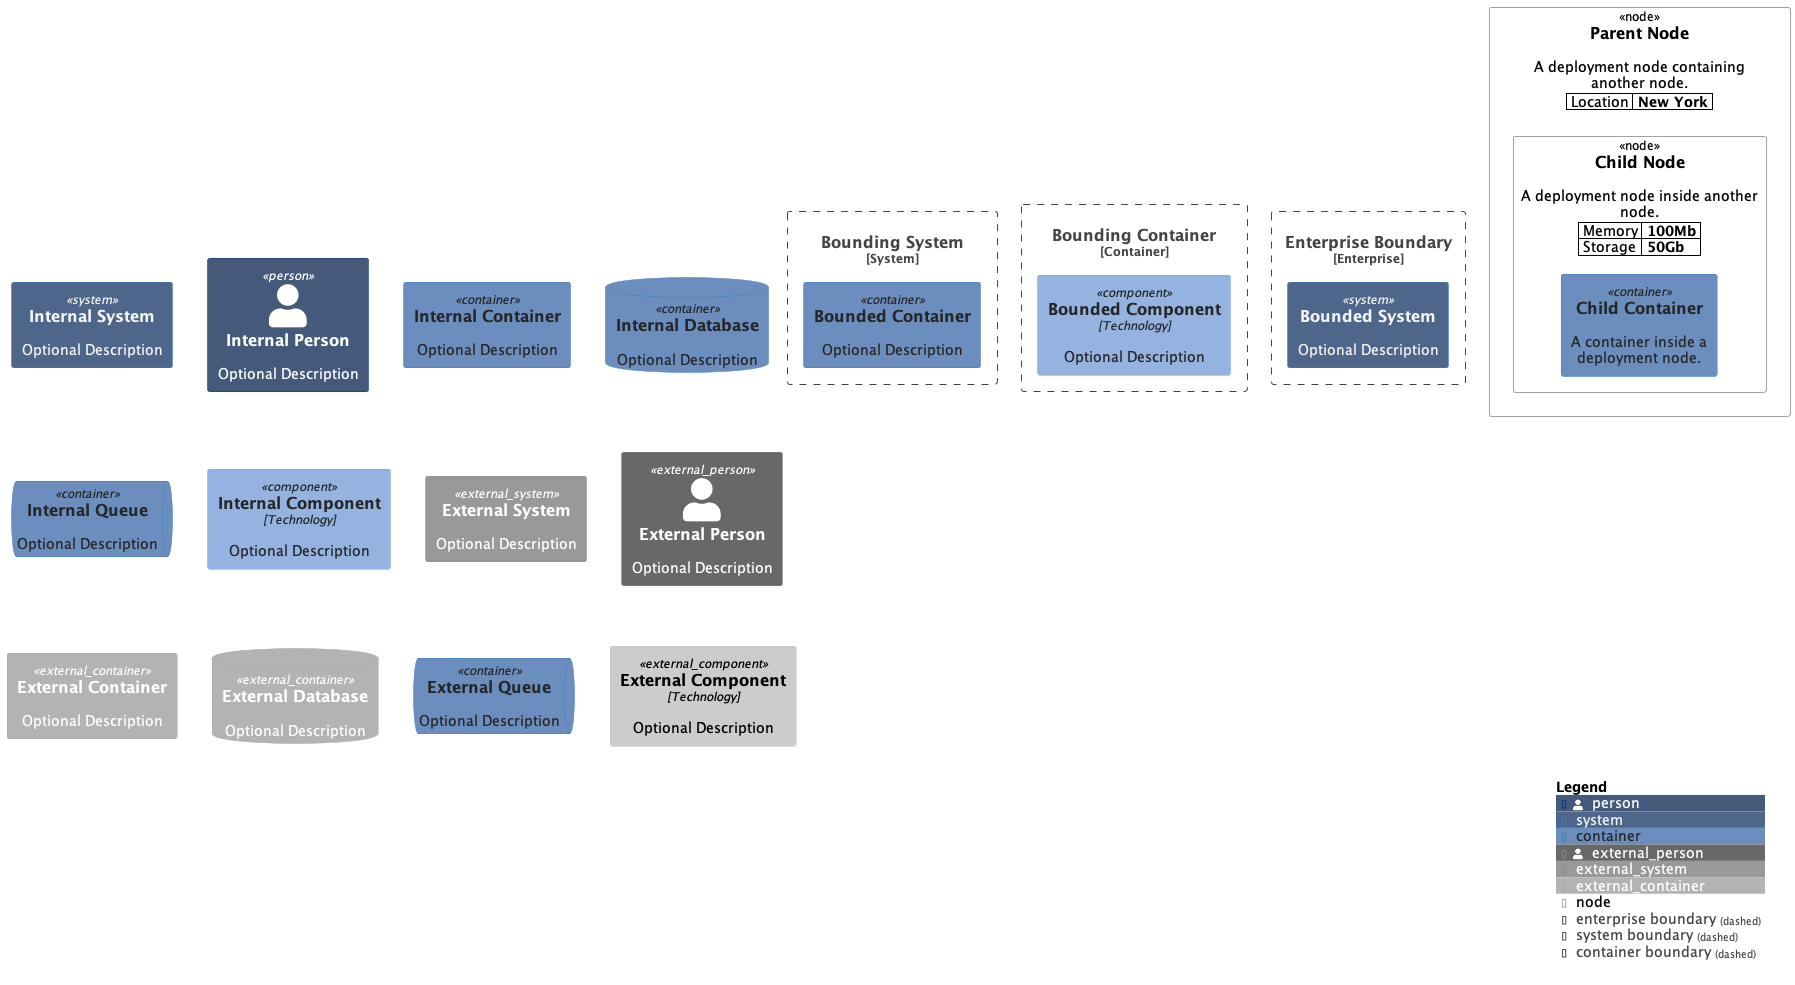 «node»
Parent Node
A deployment node containing
another node.
Location New York
«node»
Child Node
A deployment node inside another
node.
Memory 100Mb
Storage 50Gb
«container»
Child Container
A container inside a
deployment node.
«system»
Internal System
Optional Description
«person»
Internal Person
Optional Description
«container»
Internal Container
Optional Description
«container»
Internal Database
Optional Description
Bounding System
[System]
«container»
Bounded Container
Optional Description
Bounding Container
[Container]
«component»
Bounded Component
[Technology]
Optional Description
Enterprise Boundary
[Enterprise]
«system»
Bounded System
Optional Description
«container»
Internal Queue
Optional Description
«component»
Internal Component
[Technology]
Optional Description
«external_system»
External System
Optional Description
«external_person»
External Person
Optional Description
«external_container»
External Container
Optional Description
«external_container»
External Database
Optional Description
«container»
External Queue
Optional Description
«external_component»
External Component
[Technology]
Optional Description
Legend
person
system
container
external_person
external_system
external_container
node
enterprise boundary (dashed)
system boundary (dashed)
container boundary (dashed)